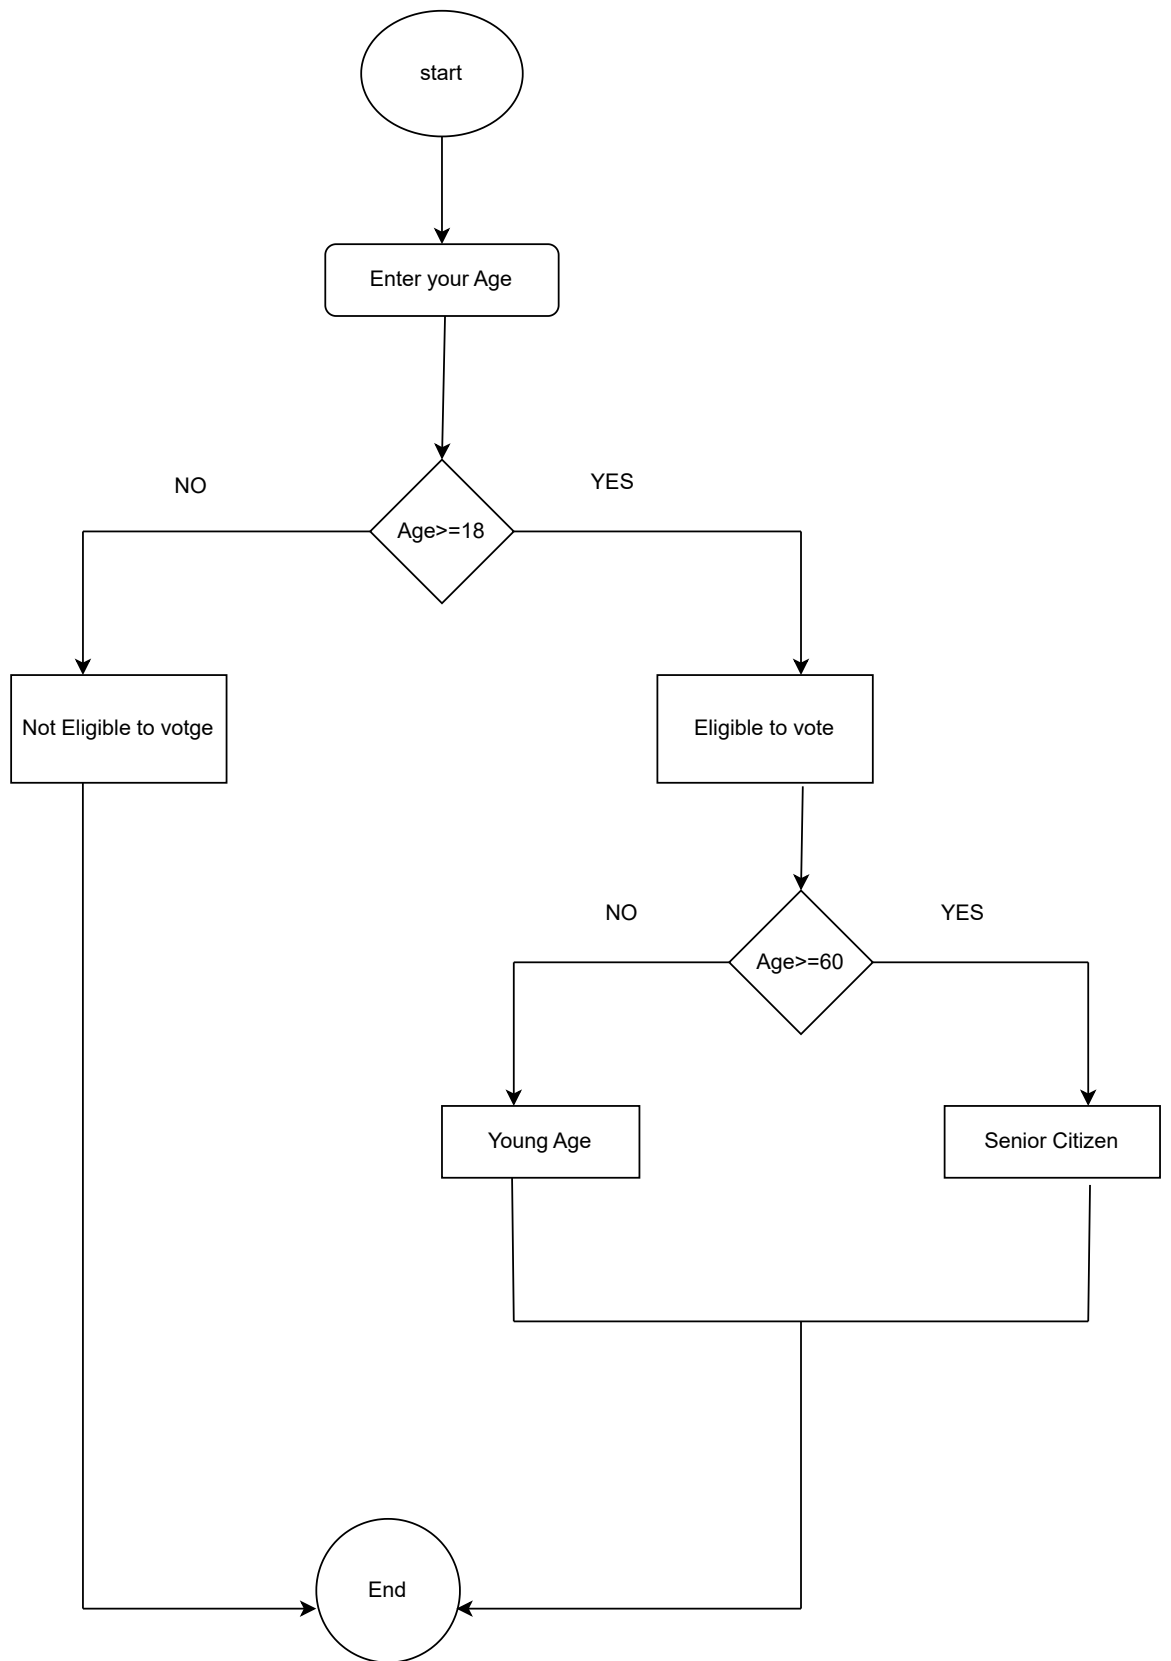 start
Enter your Age
NO
YES
Age>=18
Not Eligible to votge
Eligible to vote
NO
YES
Age>=60
Young Age
Senior Citizen
End